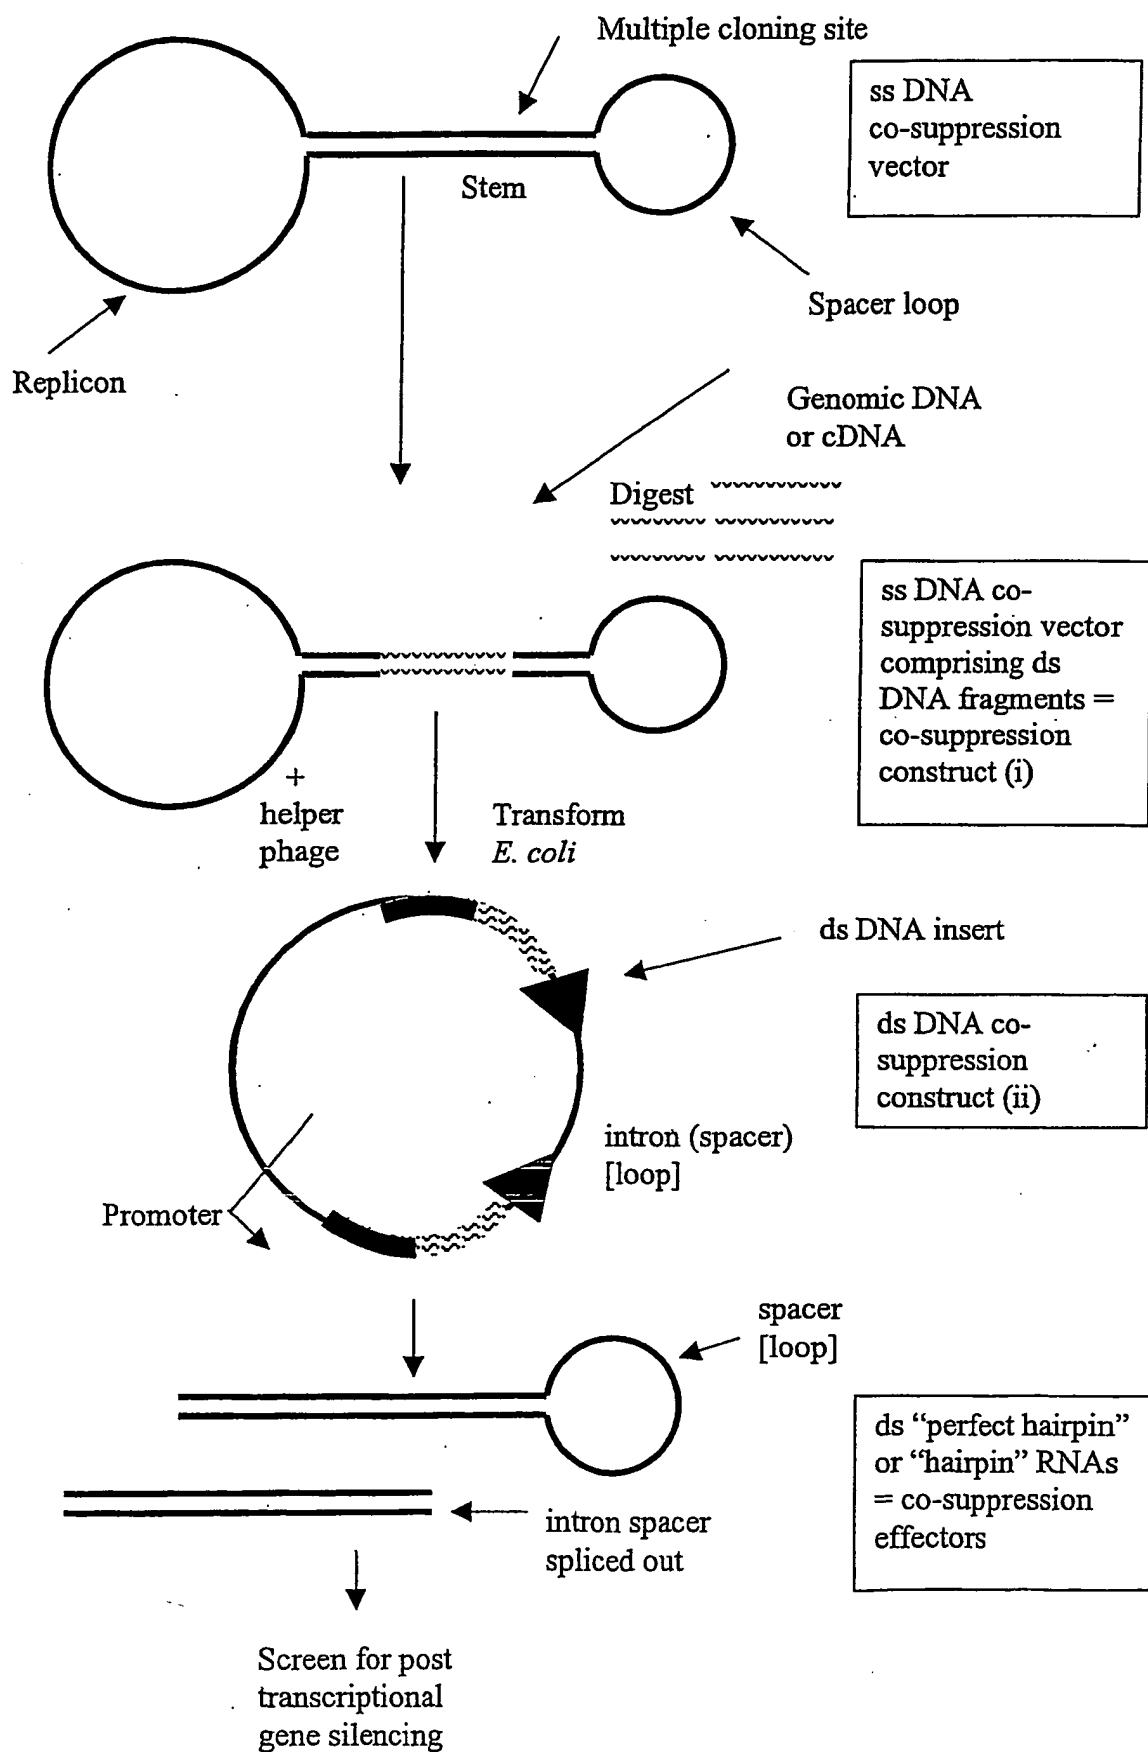 Multiple cloning site
ss DNA
co-suppression
vector
Stem
Spacer loop
Replicon
Genomic DNA
or cDNA
Digest
ss DNA co-
suppression vector
comprising ds
DNA fragments =
co-suppression
construct (i)
+
helper
phage
Transform
E. coli
ds DNA insert
ds DNA co-
suppression
construct (ii)
intron (spacer)
[loop]
Promoter
spacer
[loop]
ds “perfect hairpin”
or “hairpin” RNAs
= co-suppression
effectors
intron spacer
spliced out
Screen for post
transcriptional
gene silencing